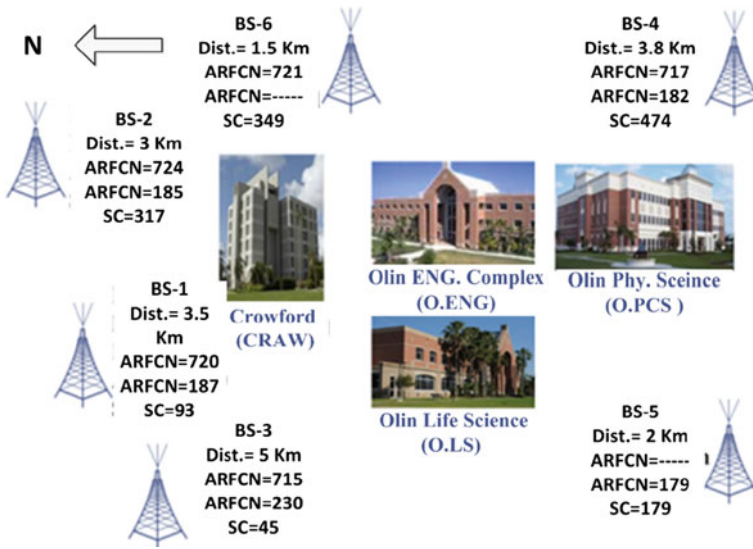 N
BS-6
Dist.= 1.5 Km
ARFCN=721
ARFCN=-----
SC=349
BS-4
Dist.= 3.8 Km
ARFCN=717
ARFCN=182
SC=474
BS-2
Dist.= 3 Km
ARFCN=724
ARFCN=185
SC=317
Olin ENG. Complex
(O.ENG)
Olin Phy. Sceince
(O.PCS )
BS-1
Dist.= 3.5
Km
ARFCN=720
ARFCN=187
SC=93
Crowford
(CRAW)
Olin Life Science
(O.LS)
BS-3
Dist.= 5 Km
ARFCN=715
ARFCN=230
SC=45
BS-5
Dist.= 2 Km
ARFCN=-----
ARFCN=179
SC=179